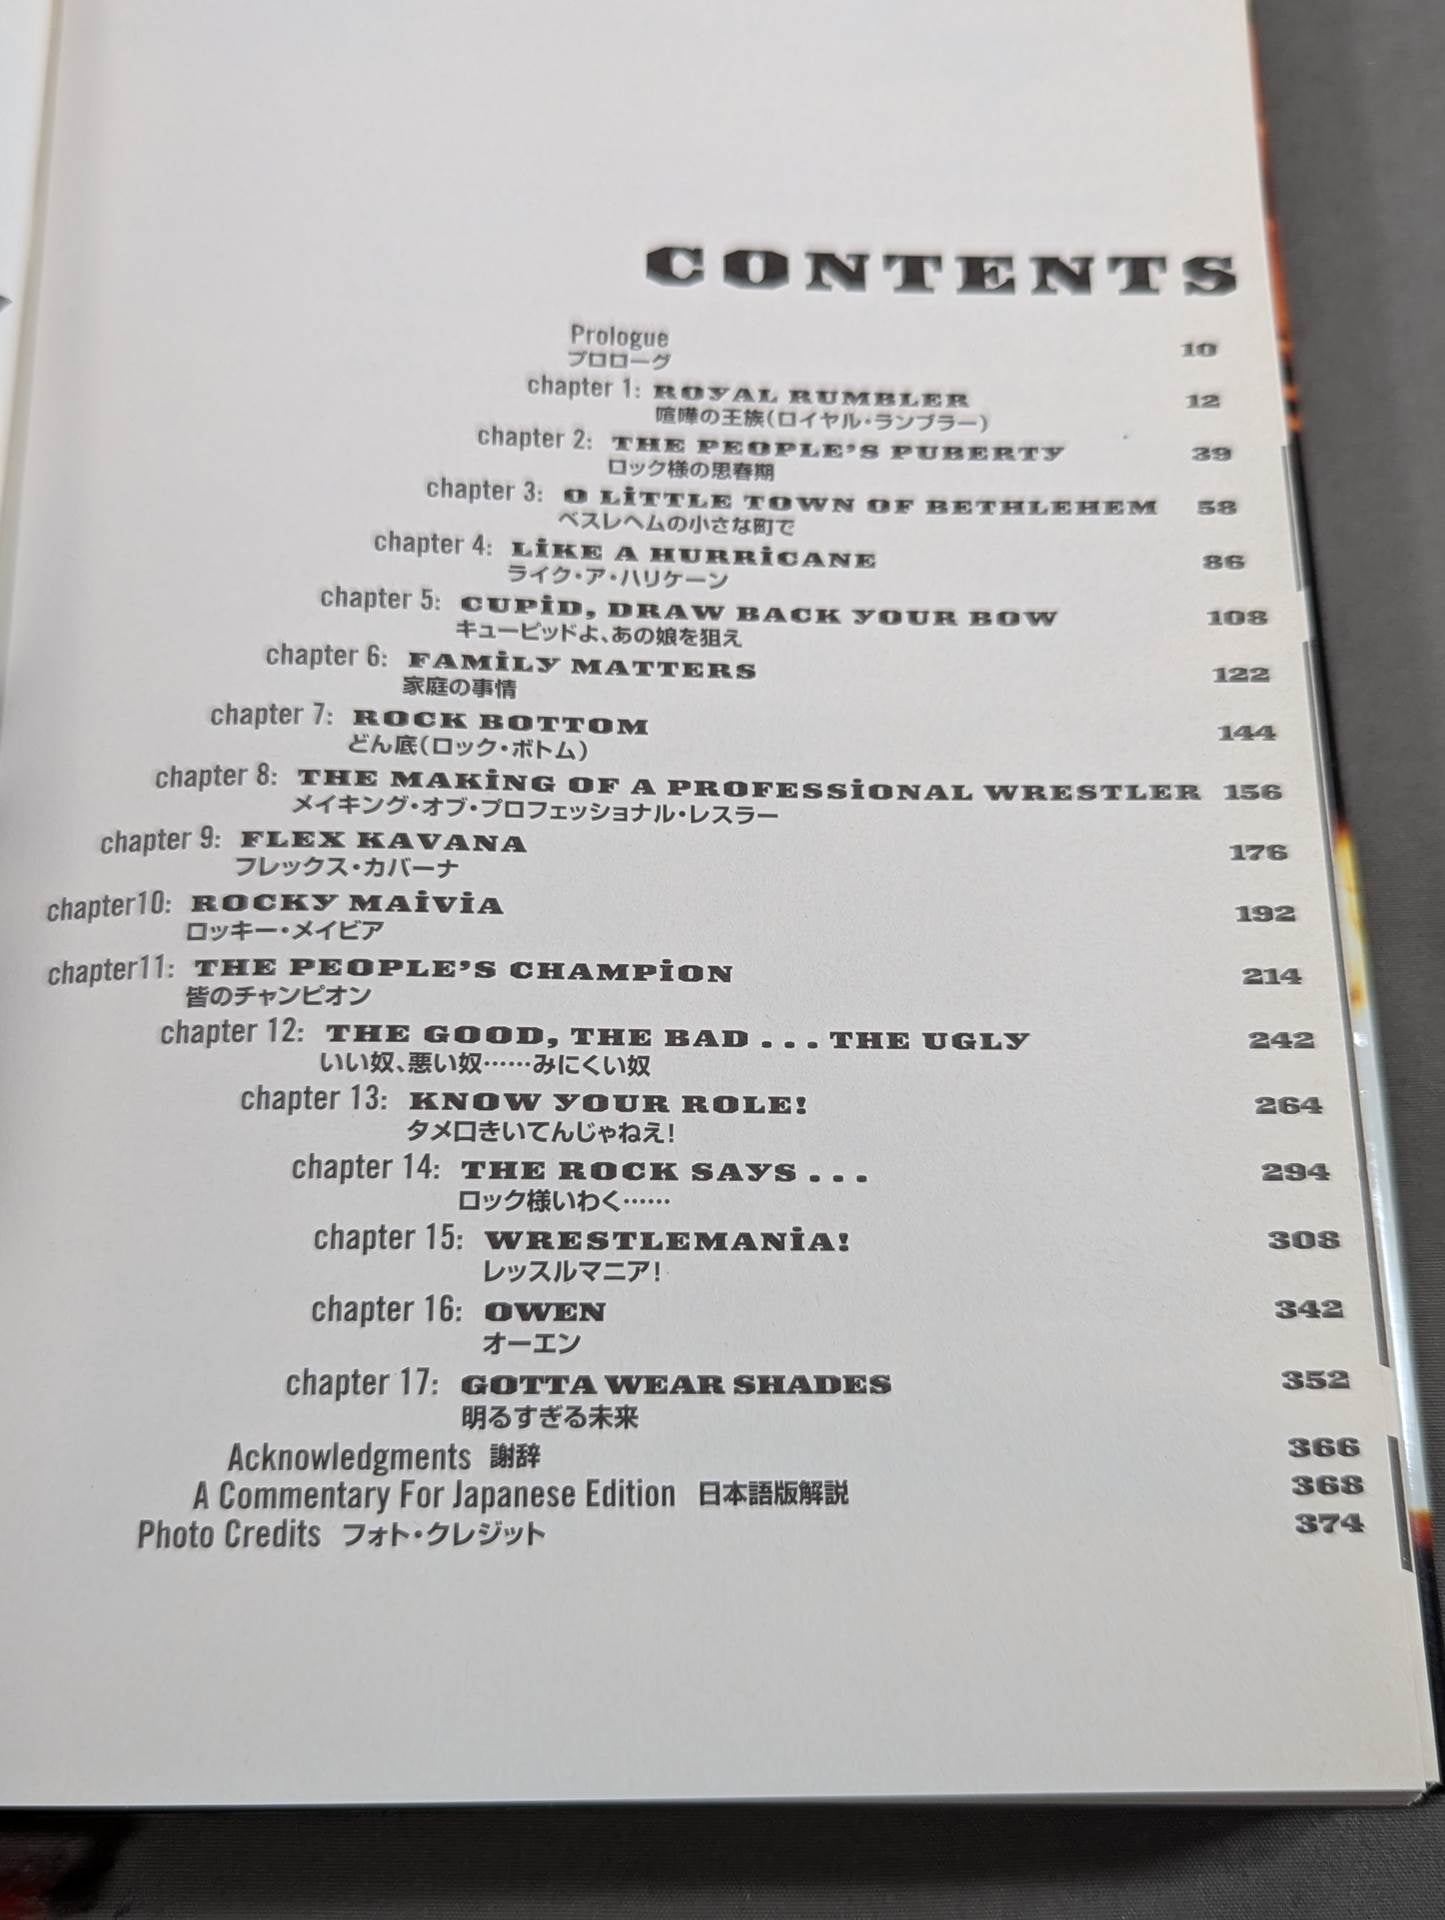 CONTENTS
Prologue 10
プロローグ
chapter 1: ROYAL RUMBLER 12
喧嘩の王族(ロイヤル・ランブラー)
chapter 2: THE PEOPLE'S PUBERTY 39
ロック様の思春期
chapter 3: O LITTLE TOWN OF BETHLEHEM 58
ベスレヘムの小さな町で
chapter 4: LIKE A HURRICANE 86
ライク・ア・ハリケーン
chapter 5: CUPID, DRAW BACK YOUR BOW 108
キューピッドよ、あの娘を狙え
chapter 6: FAMILY MATTERS 122
家庭の事情
chapter 7: ROCK BOTTOM 144
どん底(ロック・ボトム)
chapter 8: THE MAKING OF A PROFESSIONAL WRESTLER 156
メイキング・オブ・プロフェッショナル・レスラー
chapter 9: FLEX KAVANA 176
フレックス・カバーナ
chapter10: ROCKY MAIVIA 192
ロッキー・メイビア
chapter11: THE PEOPLE'S CHAMPION 214
皆のチャンピオン
chapter 12: THE GOOD, THE BAD . . . THE UGLY 242
いい奴、悪い奴……みにくい奴
chapter 13: KNOW YOUR ROLE! 264
タメ口きいてんじゃねえ!
chapter 14: THE ROCK SAYS . . . 294
ロック様いわく……
chapter 15: WRESTLEMANIA! 308
レッスルマニア!
chapter 16: OWEN 342
オーエン
chapter 17: GOTTA WEAR SHADES 352
明るすぎる未来
Acknowledgments 謝辞 366
A Commentary For Japanese Edition 日本語版解説 368
Photo Credits フォト・クレジット 374